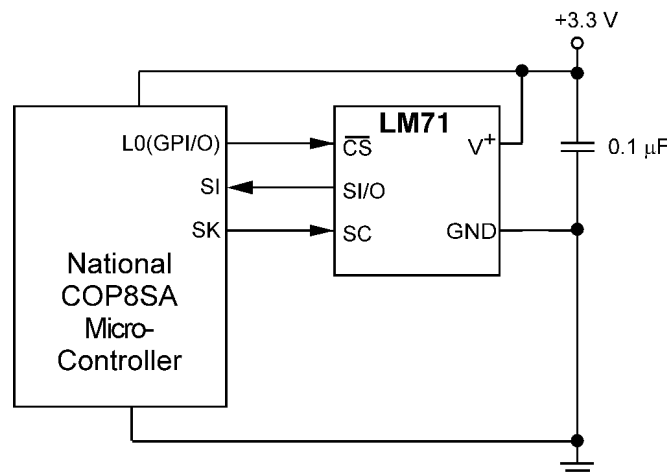 +3.3 V
LM71
L0(GPI/O)
CS
V+
0.1 μF
SI
SI/O
SK
SC
GND
National
COP8SA
Micro-
Controller